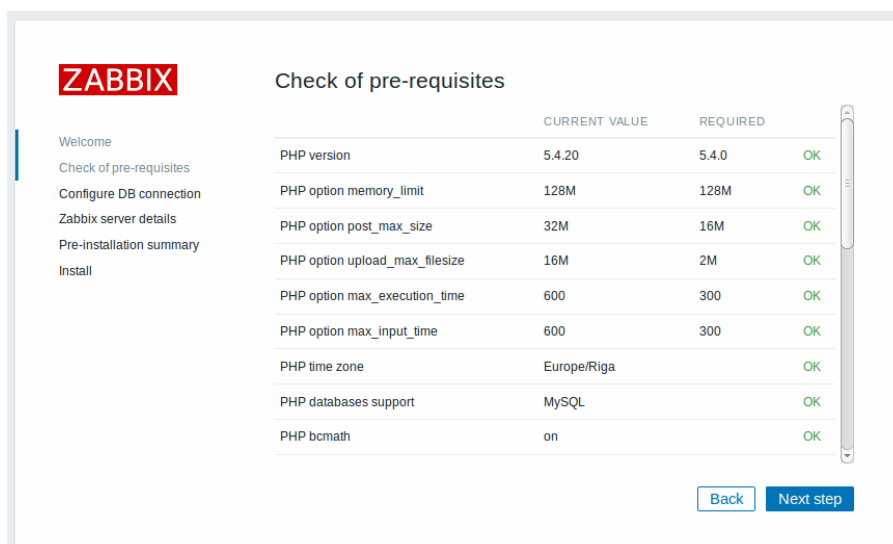 ZABBIX
Check of pre-requisites
CURRENT VALUE REQUIRED
Welcome
Check of pre-requisites
Configure DB connection
Zabbix server details
Pre-installation summary
Install
PHP version 5.4.20 5.4.0 OK
PHP option memory_limit 128M 128M OK
PHP option post_max_size 32M 16M OK
PHP option upload_max_filesize 16M 2M OK
PHP option max_execution_time 600 300 OK
PHP option max_input_time 600 300 OK
PHP time zone Europe/Riga OK
PHP databases support MySQL OK
PHP bcmath on OK
Back Next step